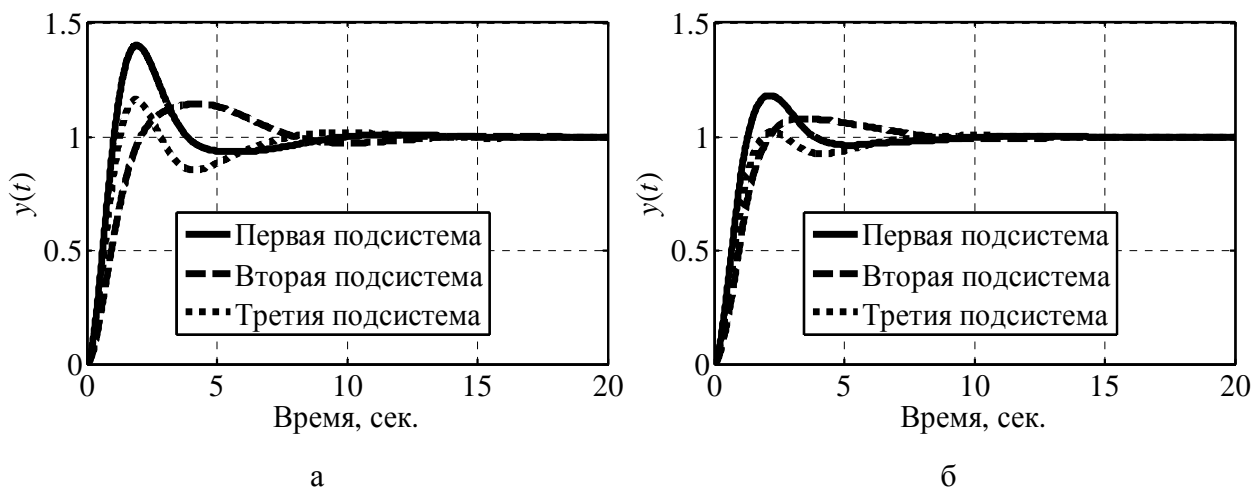 1.5
1
0.5
0
y(t)
Первая подсистема
Вторая подсистема
Третия подсистема
0
5
10
15
20
Время, сек.
а
1.5
1
0.5
0
y(t)
Первая подсистема
Вторая подсистема
Третия подсистема
0
5
10
15
20
Время, сек.
б